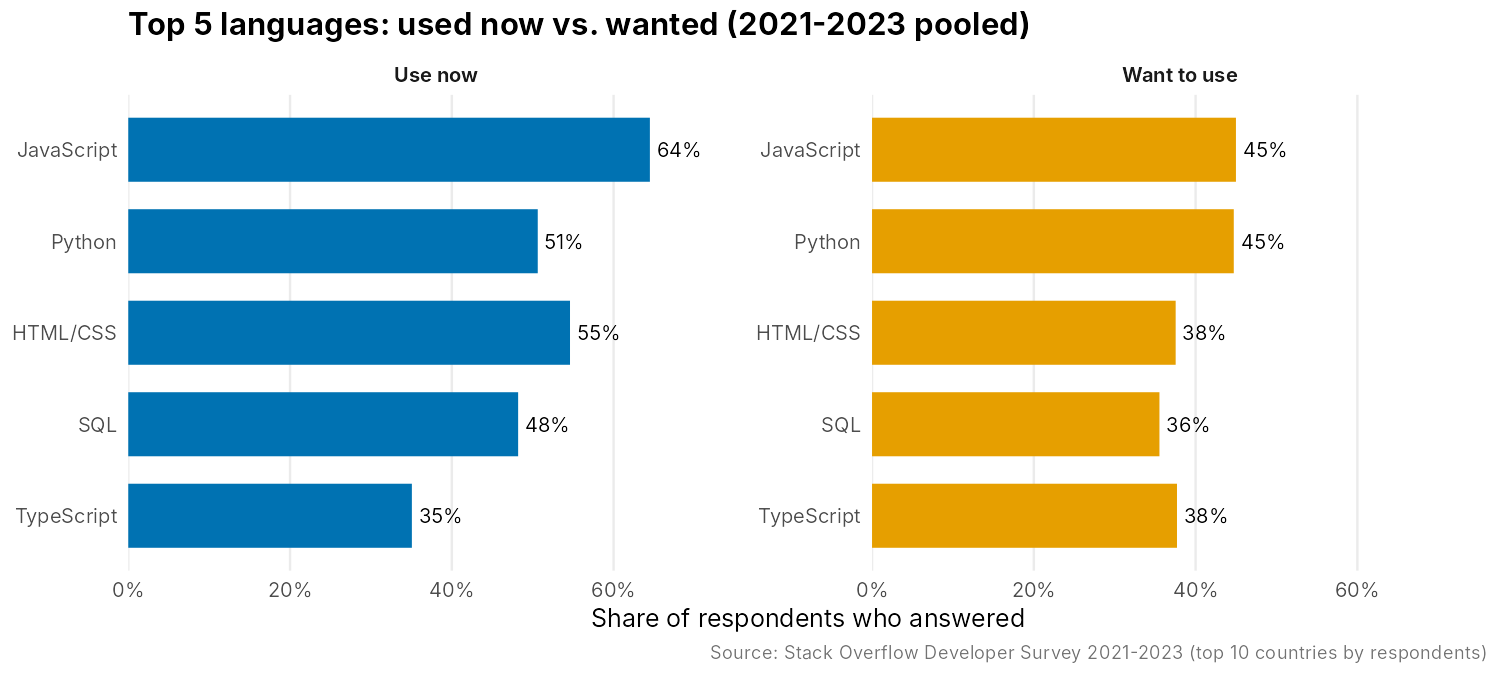 Top 5 languages: used now vs. wanted (2021-2023 pooled)
Use now
JavaScript 64%
Python 51%
HTML/CSS 55%
SQL 48%
TypeScript 35%
0% 20% 40% 60%
Want to use
JavaScript 45%
Python 45%
HTML/CSS 38%
SQL 36%
TypeScript 38%
0% 20% 40% 60%
Share of respondents who answered
Source: Stack Overflow Developer Survey 2021-2023 (top 10 countries by respondents)